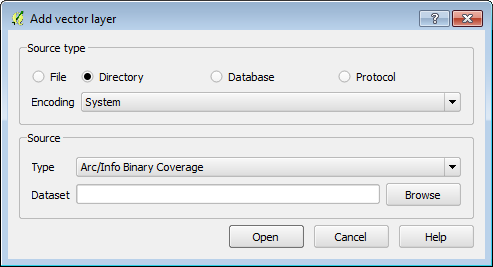 Add vector layer
?
Source type
File Directory Database Protocol
Encoding System
Source
Type Arc/Info Binary Coverage
Dataset Browse
Open Cancel Help